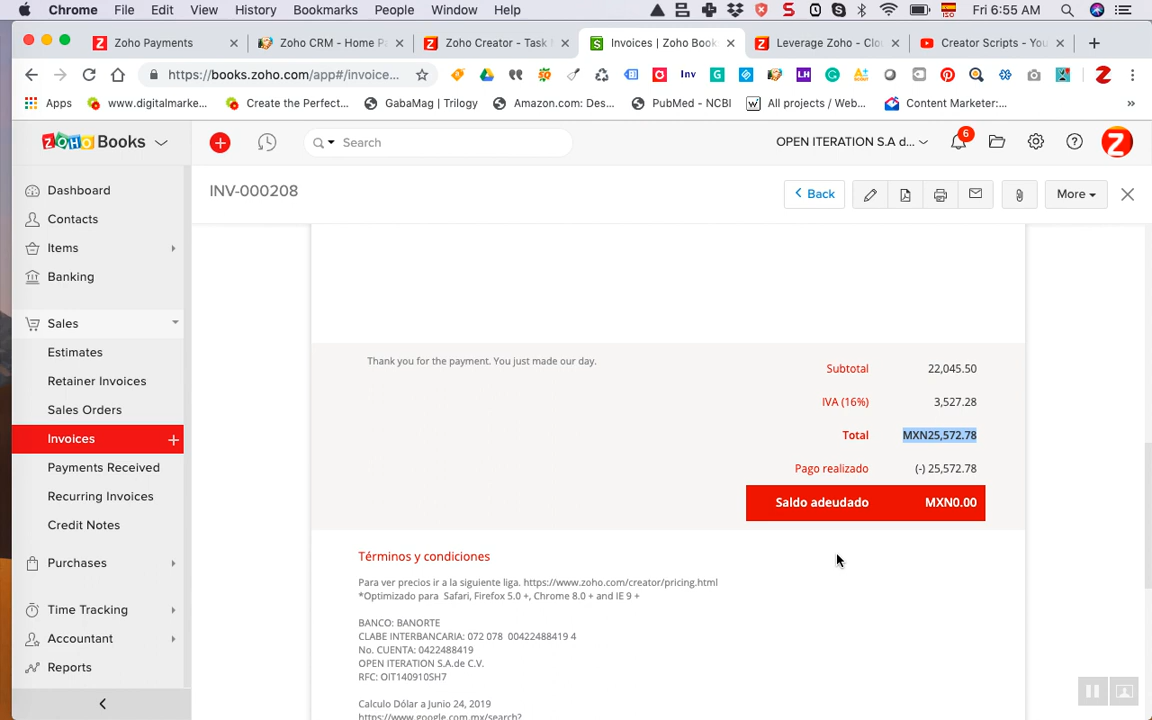 Chrome File Edit View History Bookmarks People Window Help Fri 6:55 AM
Zoho Payments Zoho CRM - Home P Zoho Creator - Task Invoices | Zoho Book Leverage Zoho - Clo Creator Scripts - You
https://books.zoho.com/app#/invoice... Inv LH
Apps www.digitalmarke... Create the Perfect... GabaMag | Trilogy Amazon.com: Des... PubMed - NCBI All projects / Web... Content Marketer:... »
ZOHO Books Search OPEN ITERATION S.A d... 6
INV-000208 Back More
Dashboard
Contacts
Items
Banking
Sales
Estimates
Retainer Invoices
Sales Orders
Invoices +
Payments Received
Recurring Invoices
Credit Notes
Purchases
Time Tracking
Accountant
Reports
Thank you for the payment. You just made our day.
Subtotal 22,045.50
IVA (16%) 3,527.28
Total MXN25,572.78
Pago realizado (-) 25,572.78
Saldo adeudado MXN0.00
Términos y condiciones
Para ver precios ir a la siguiente liga. https://www.zoho.com/creator/pricing.html
*Optimizado para Safari, Firefox 5.0 +, Chrome 8.0 + and IE 9 +
BANCO: BANORTE
CLABE INTERBANCARIA: 072 078 00422488419 4
No. CUENTA: 0422488419
OPEN ITERATION S.A.de C.V.
RFC: OIT140910SH7
Calculo Dólar a Junio 24, 2019
https://www.google.com.mx/search?